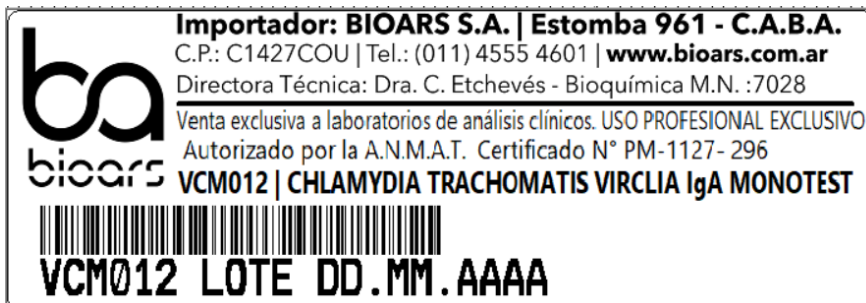 Importador: BIOARS S.A. | Estomba 961 - C.A.B.A.
C.P.: C1427COU | Tel.: (011) 4555 4601 | www.bioars.com.ar
Directora Técnica: Dra. C. Etchevés - Bioquímica M.N. :7028
Venta exclusiva a laboratorios de análisis clínicos. USO PROFESIONAL EXCLUSIVO
Autorizado por la A.N.M.A.T. Certificado N° PM-1127- 296
ba
bioars
VCM012 | CHLAMYDIA TRACHOMATIS VIRCLIA IgA MONOTEST
VCM012 LOTE DD.MM.AAAA